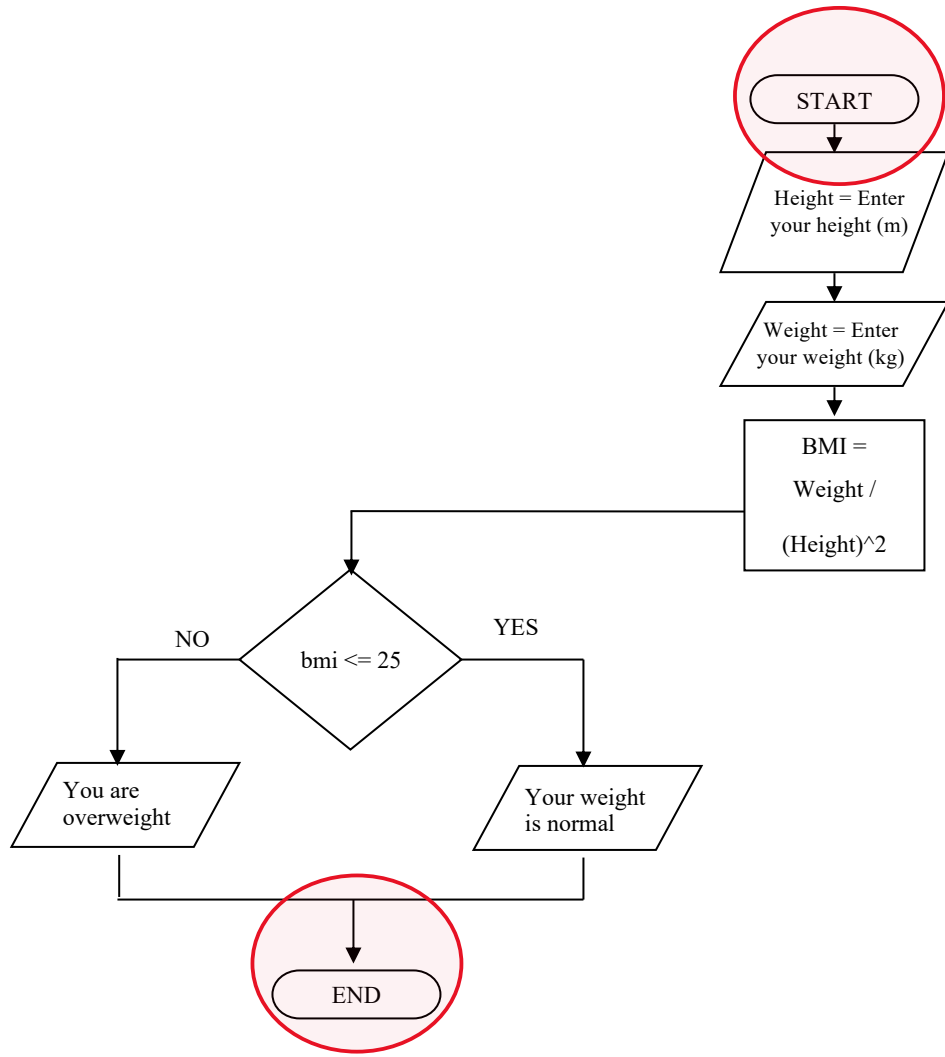 START
Height = Enter
your height (m)
Weight = Enter
your weight (kg)
BMI =
Weight /
(Height)^2
NO
YES
bmi <= 25
You are
overweight
Your weight
is normal
END